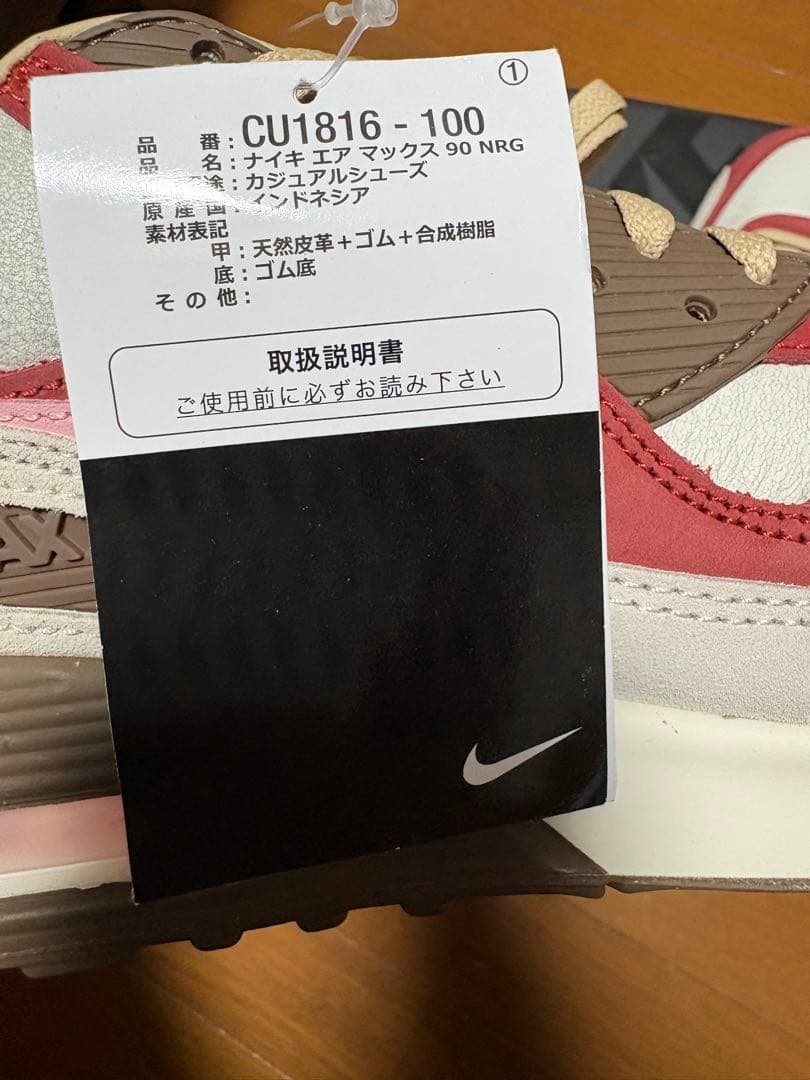 ①
品 番：CU1816 - 100
品 名：ナイキ エア マックス 90 NRG
途：カジュアルシューズ
原 産 国：インドネシア
素材表記
甲：天然皮革＋ゴム＋合成樹脂
底：ゴム底
そ の 他：
取扱説明書
ご使用前に必ずお読み下さい
AX